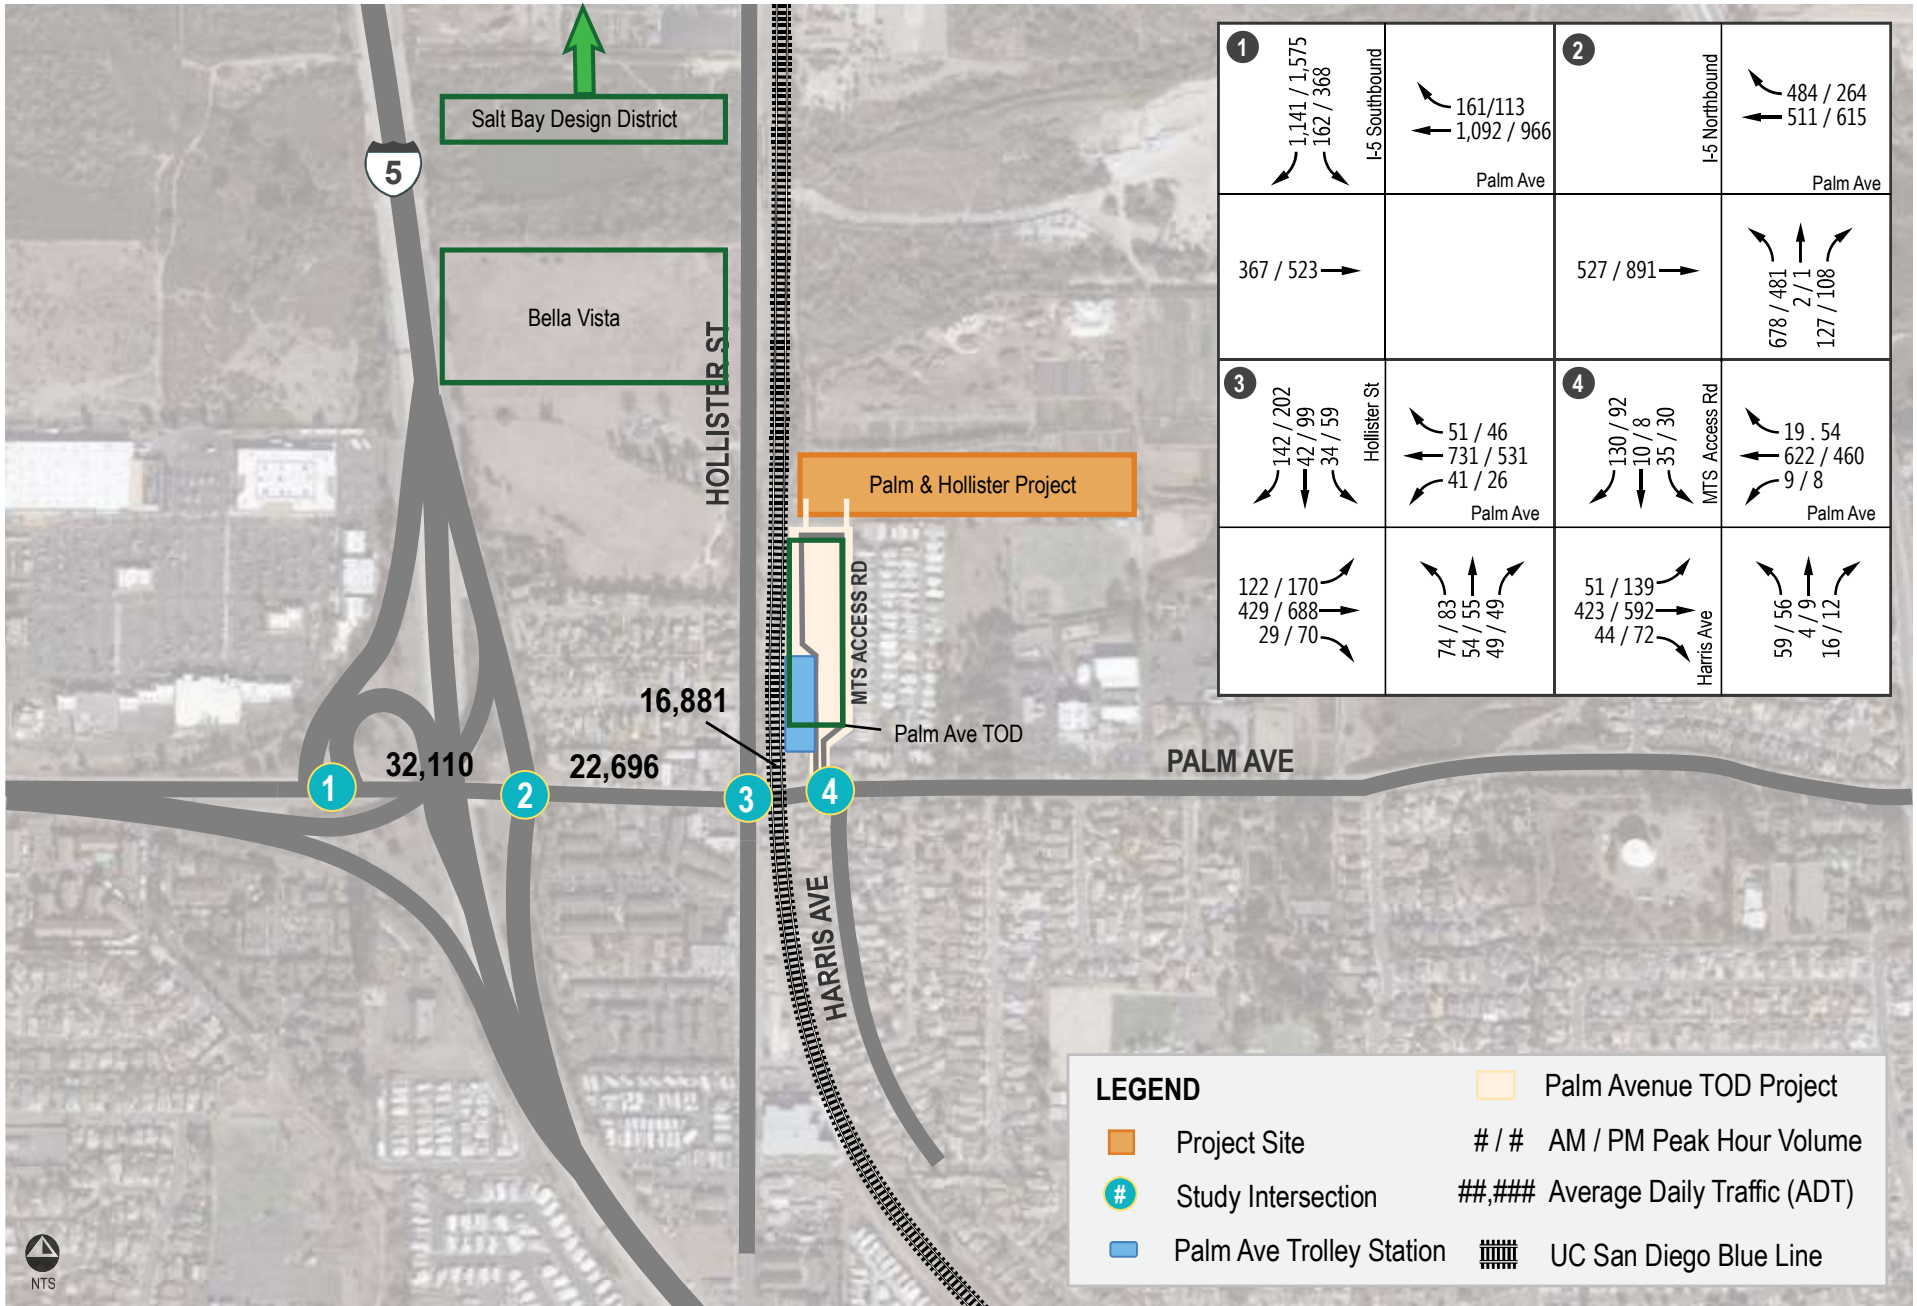 Salt Bay Design District
5
Bella Vista
HOLLISTER ST
Palm & Hollister Project
MTS ACCESS RD
16,881
Palm Ave TOD
32,110
22,696
PALM AVE
1
2
3
4
HARRIS AVE
NTS
1
1,141 / 1,575
162 / 368
I-5 Southbound
161/113
1,092 / 966
Palm Ave
367 / 523
2
I-5 Northbound
484 / 264
511 / 615
Palm Ave
527 / 891
678 / 481
2 / 1
127 / 108
3
142 / 202
42 / 99
34 / 59
Hollister St
51 / 46
731 / 531
41 / 26
Palm Ave
122 / 170
429 / 688
29 / 70
74 / 83
54 / 55
49 / 49
4
130 / 92
10 / 8
35 / 30
MTS Access Rd
19 . 54
622 / 460
9 / 8
Palm Ave
51 / 139
423 / 592
44 / 72
Harris Ave
59 / 56
4 / 9
16 / 12
LEGEND
Project Site
# Study Intersection
Palm Ave Trolley Station
Palm Avenue TOD Project
# / # AM / PM Peak Hour Volume
##,### Average Daily Traffic (ADT)
UC San Diego Blue Line